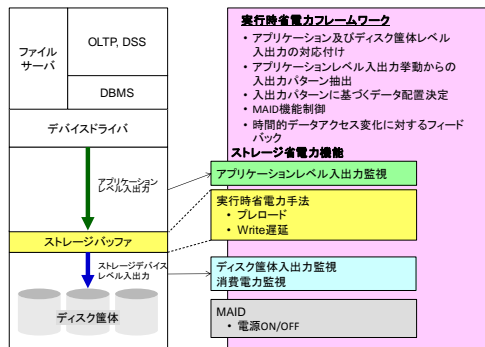 ファイル
サーバ
OLTP, DSS
DBMS
デバイスドライバ
アプリケーション
レベル入出力
ストレージバッファ
ストレージデバイス
レベル入出力
ディスク筐体
実行時省電力フレームワーク
• アプリケーション及びディスク筐体レベル
入出力の対応付け
• アプリケーションレベル入出力挙動からの
入出力パターン抽出
• 入出力パターンに基づくデータ配置決定
• MAID機能制御
• 時間的データアクセス変化に対するフィード
バック
ストレージ省電力機能
アプリケーションレベル入出力監視
実行時省電力手法
• プレロード
• Write遅延
ディスク筐体入出力監視
消費電力監視
MAID
• 電源ON/OFF